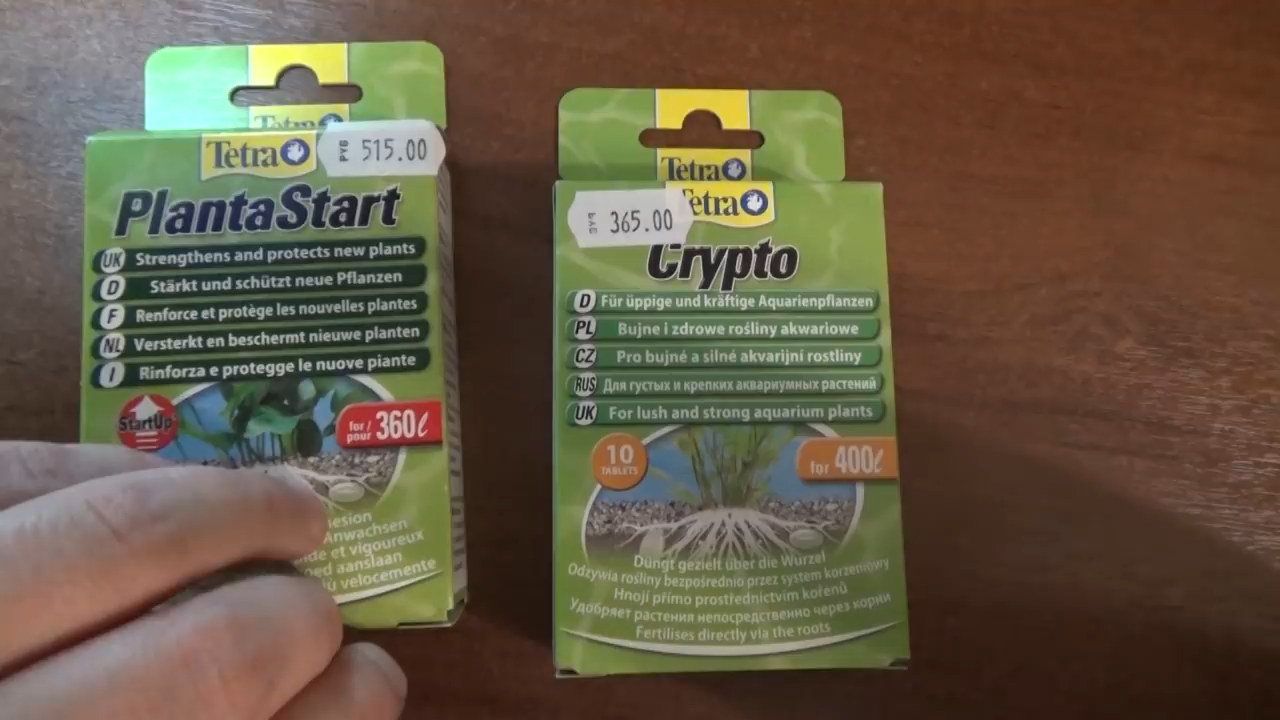 Tetra
Tetra
РУБ 515.00
PlantaStart
UK Strengthens and protects new plants
D Stärkt und schützt neue Pflanzen
F Renforce et protège les nouvelles plantes
NL Versterkt en beschermt nieuwe planten
I Rinforza e protegge le nuove piante
StartUp
for / pour 360ℓ
Anwachsen
et vigoureux
aanslaan
velocemente
Tetra
Tetra
РУБ 365.00
Crypto
D Für üppige und kräftige Aquarienpflanzen
PL Bujne i zdrowe rośliny akwariowe
CZ Pro bujné a silné akvarijní rostliny
RUS Для густых и крепких аквариумных растений
UK For lush and strong aquarium plants
10 TABLETS
for 400ℓ
Düngt gezielt über die Wurzel
Odżywia rośliny bezpośrednio przez system korzeniowy
Hnojí přímo prostřednictvím kořenů
Удобряет растения непосредственно через корни
Fertilises directly via the roots